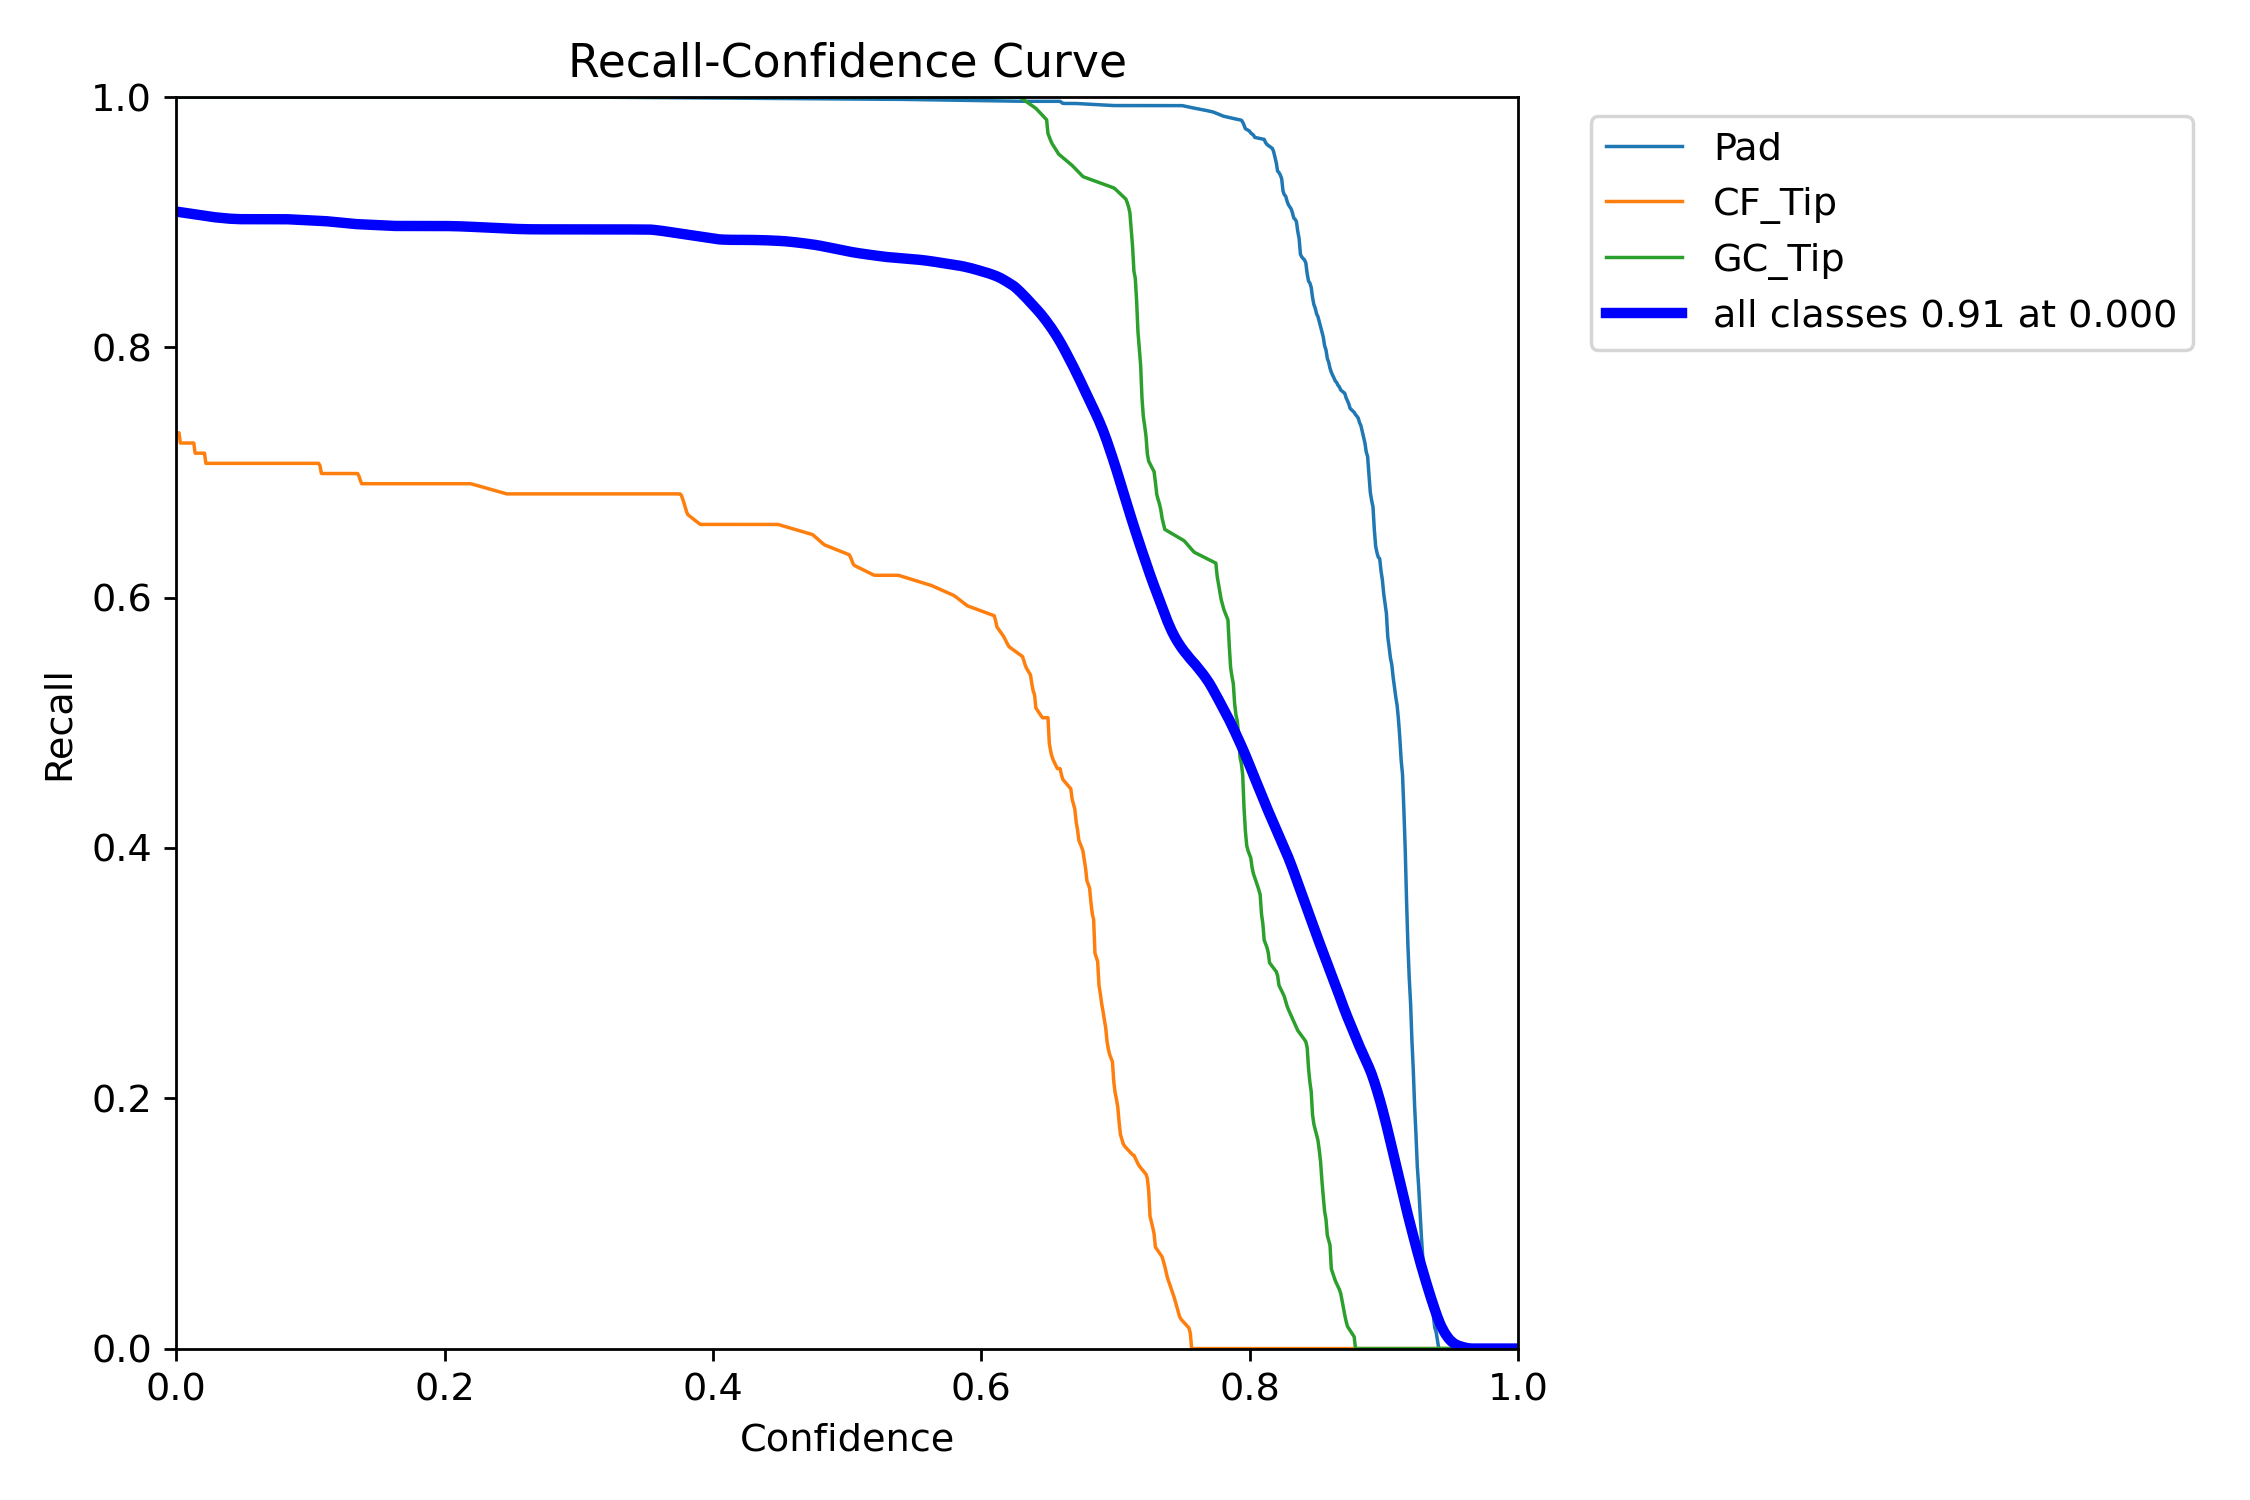 Recall-Confidence Curve
1.0
0.8
0.6
0.4
0.2
0.0
Recall
0.0 0.2 0.4 0.6 0.8 1.0
Confidence
Pad
CF_Tip
GC_Tip
all classes 0.91 at 0.000